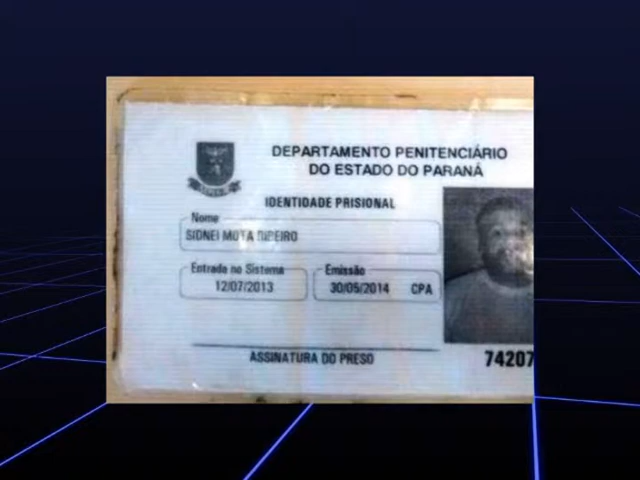 DEPARTAMENTO PENITENCIÁRIO
DO ESTADO DO PARANÁ
IDENTIDADE PRISIONAL
Nome
SIDNEI MOTA RIBEIRO
Entrada no Sistema
Emissão
12/07/2013
30/05/2014 CPA
ASSINATURA DO PRESO
74207